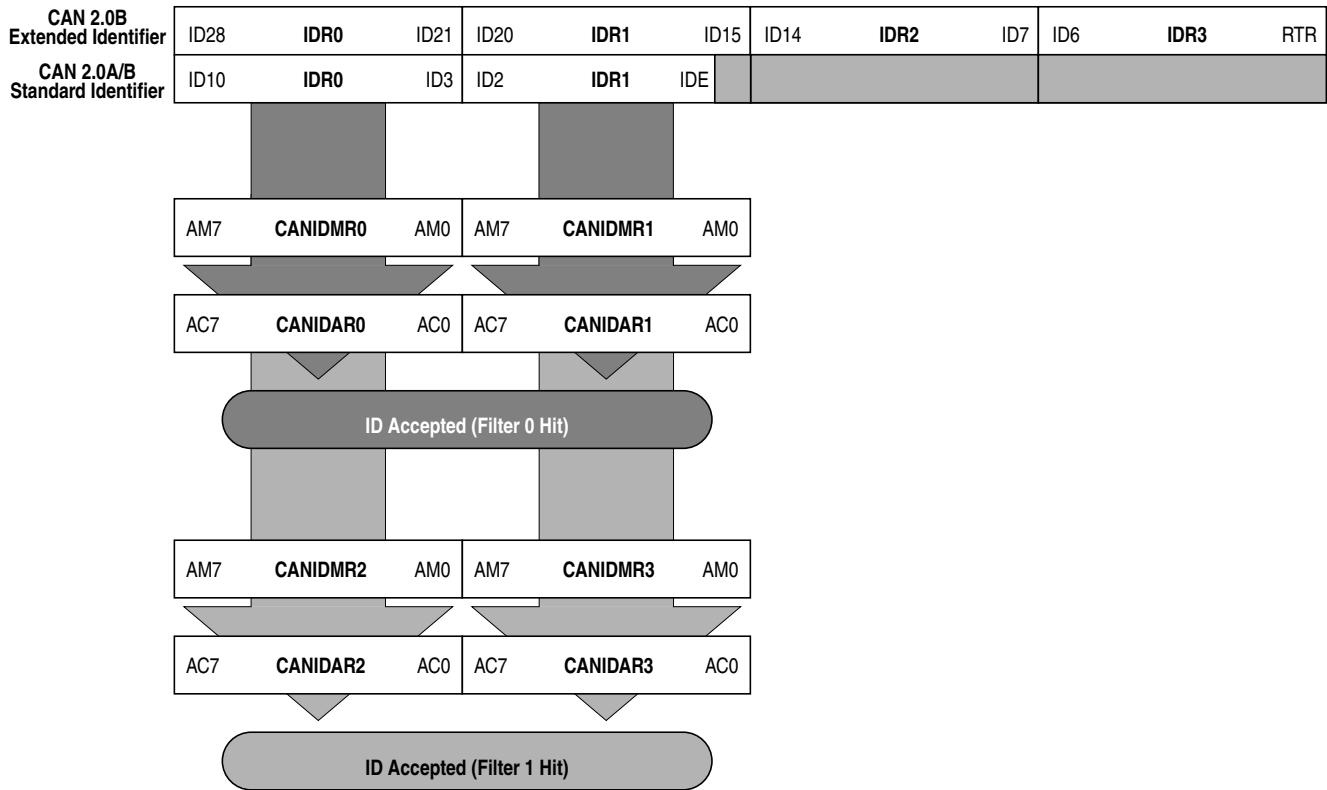 CAN 2.0B
Extended Identifier
ID28 IDR0 ID21 ID20 IDR1 ID15 ID14 IDR2 ID7 ID6 IDR3 RTR
CAN 2.0A/B
Standard Identifier
ID10 IDR0 ID3 ID2 IDR1 IDE
AM7 CANIDMR0 AM0 AM7 CANIDMR1 AM0
AC7 CANIDAR0 AC0 AC7 CANIDAR1 AC0
ID Accepted (Filter 0 Hit)
AM7 CANIDMR2 AM0 AM7 CANIDMR3 AM0
AC7 CANIDAR2 AC0 AC7 CANIDAR3 AC0
ID Accepted (Filter 1 Hit)